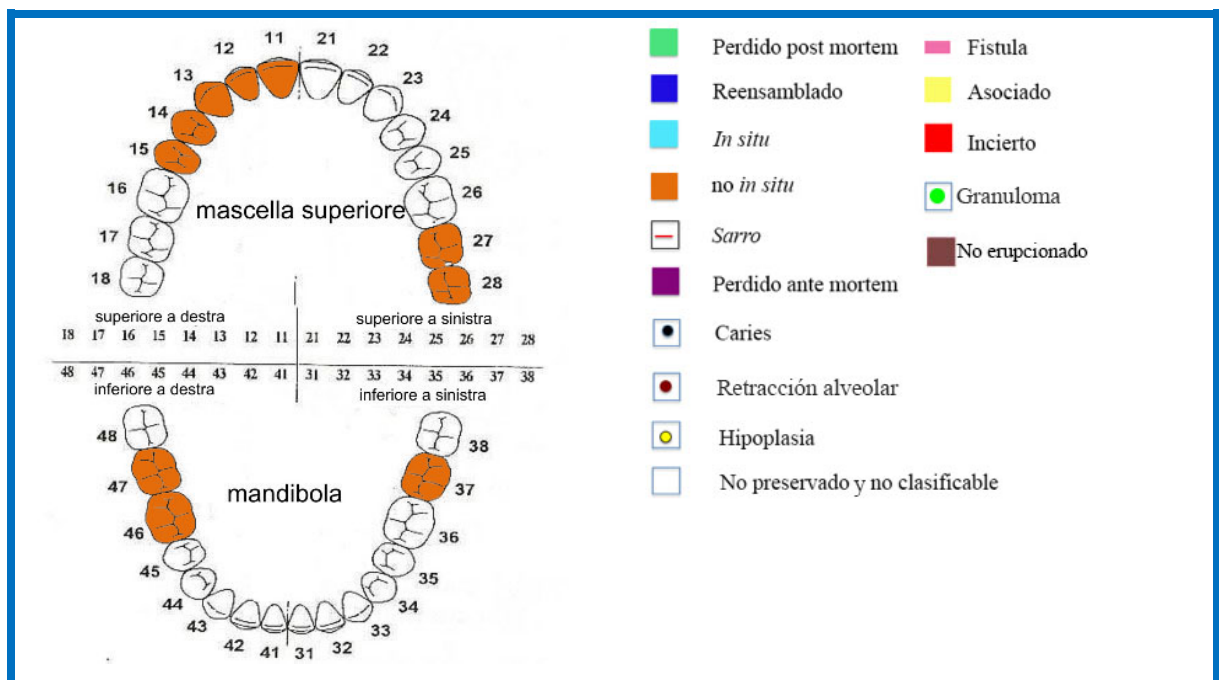 11 21
12 22
13 23
14 24
15 25
16 26
mascella superiore
17 27
18 28
superiore a destra superiore a sinistra
18 17 16 15 14 13 12 11 21 22 23 24 25 26 27 28
48 47 46 45 44 43 42 41 31 32 33 34 35 36 37 38
inferiore a destra inferiore a sinistra
48 38
47 mandibola 37
46 36
45 35
44 34
43 33
42 41 31 32
Perdido post mortem
Reensamblado
In situ
no in situ
Sarro
Perdido ante mortem
Caries
Retracción alveolar
Hipoplasia
No preservado y no clasificable
Fistula
Asociado
Incierto
Granuloma
No erupcionado